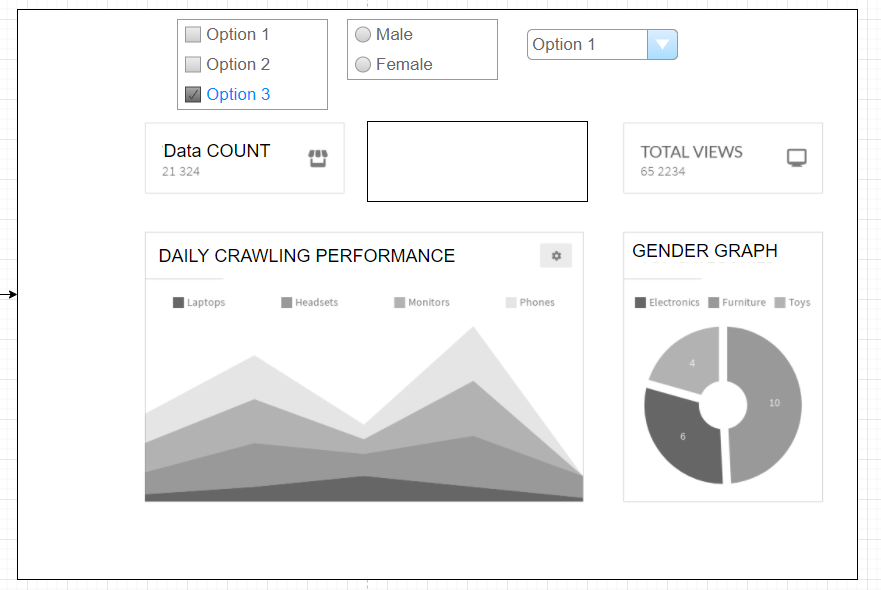 Option 1
Option 2
Option 3
Male
Female
Option 1
Data COUNT
21 324
TOTAL VIEWS
65 2234
DAILY CRAWLING PERFORMANCE
Laptops Headsets Monitors Phones
GENDER GRAPH
Electronics Furniture Toys
4
10
6